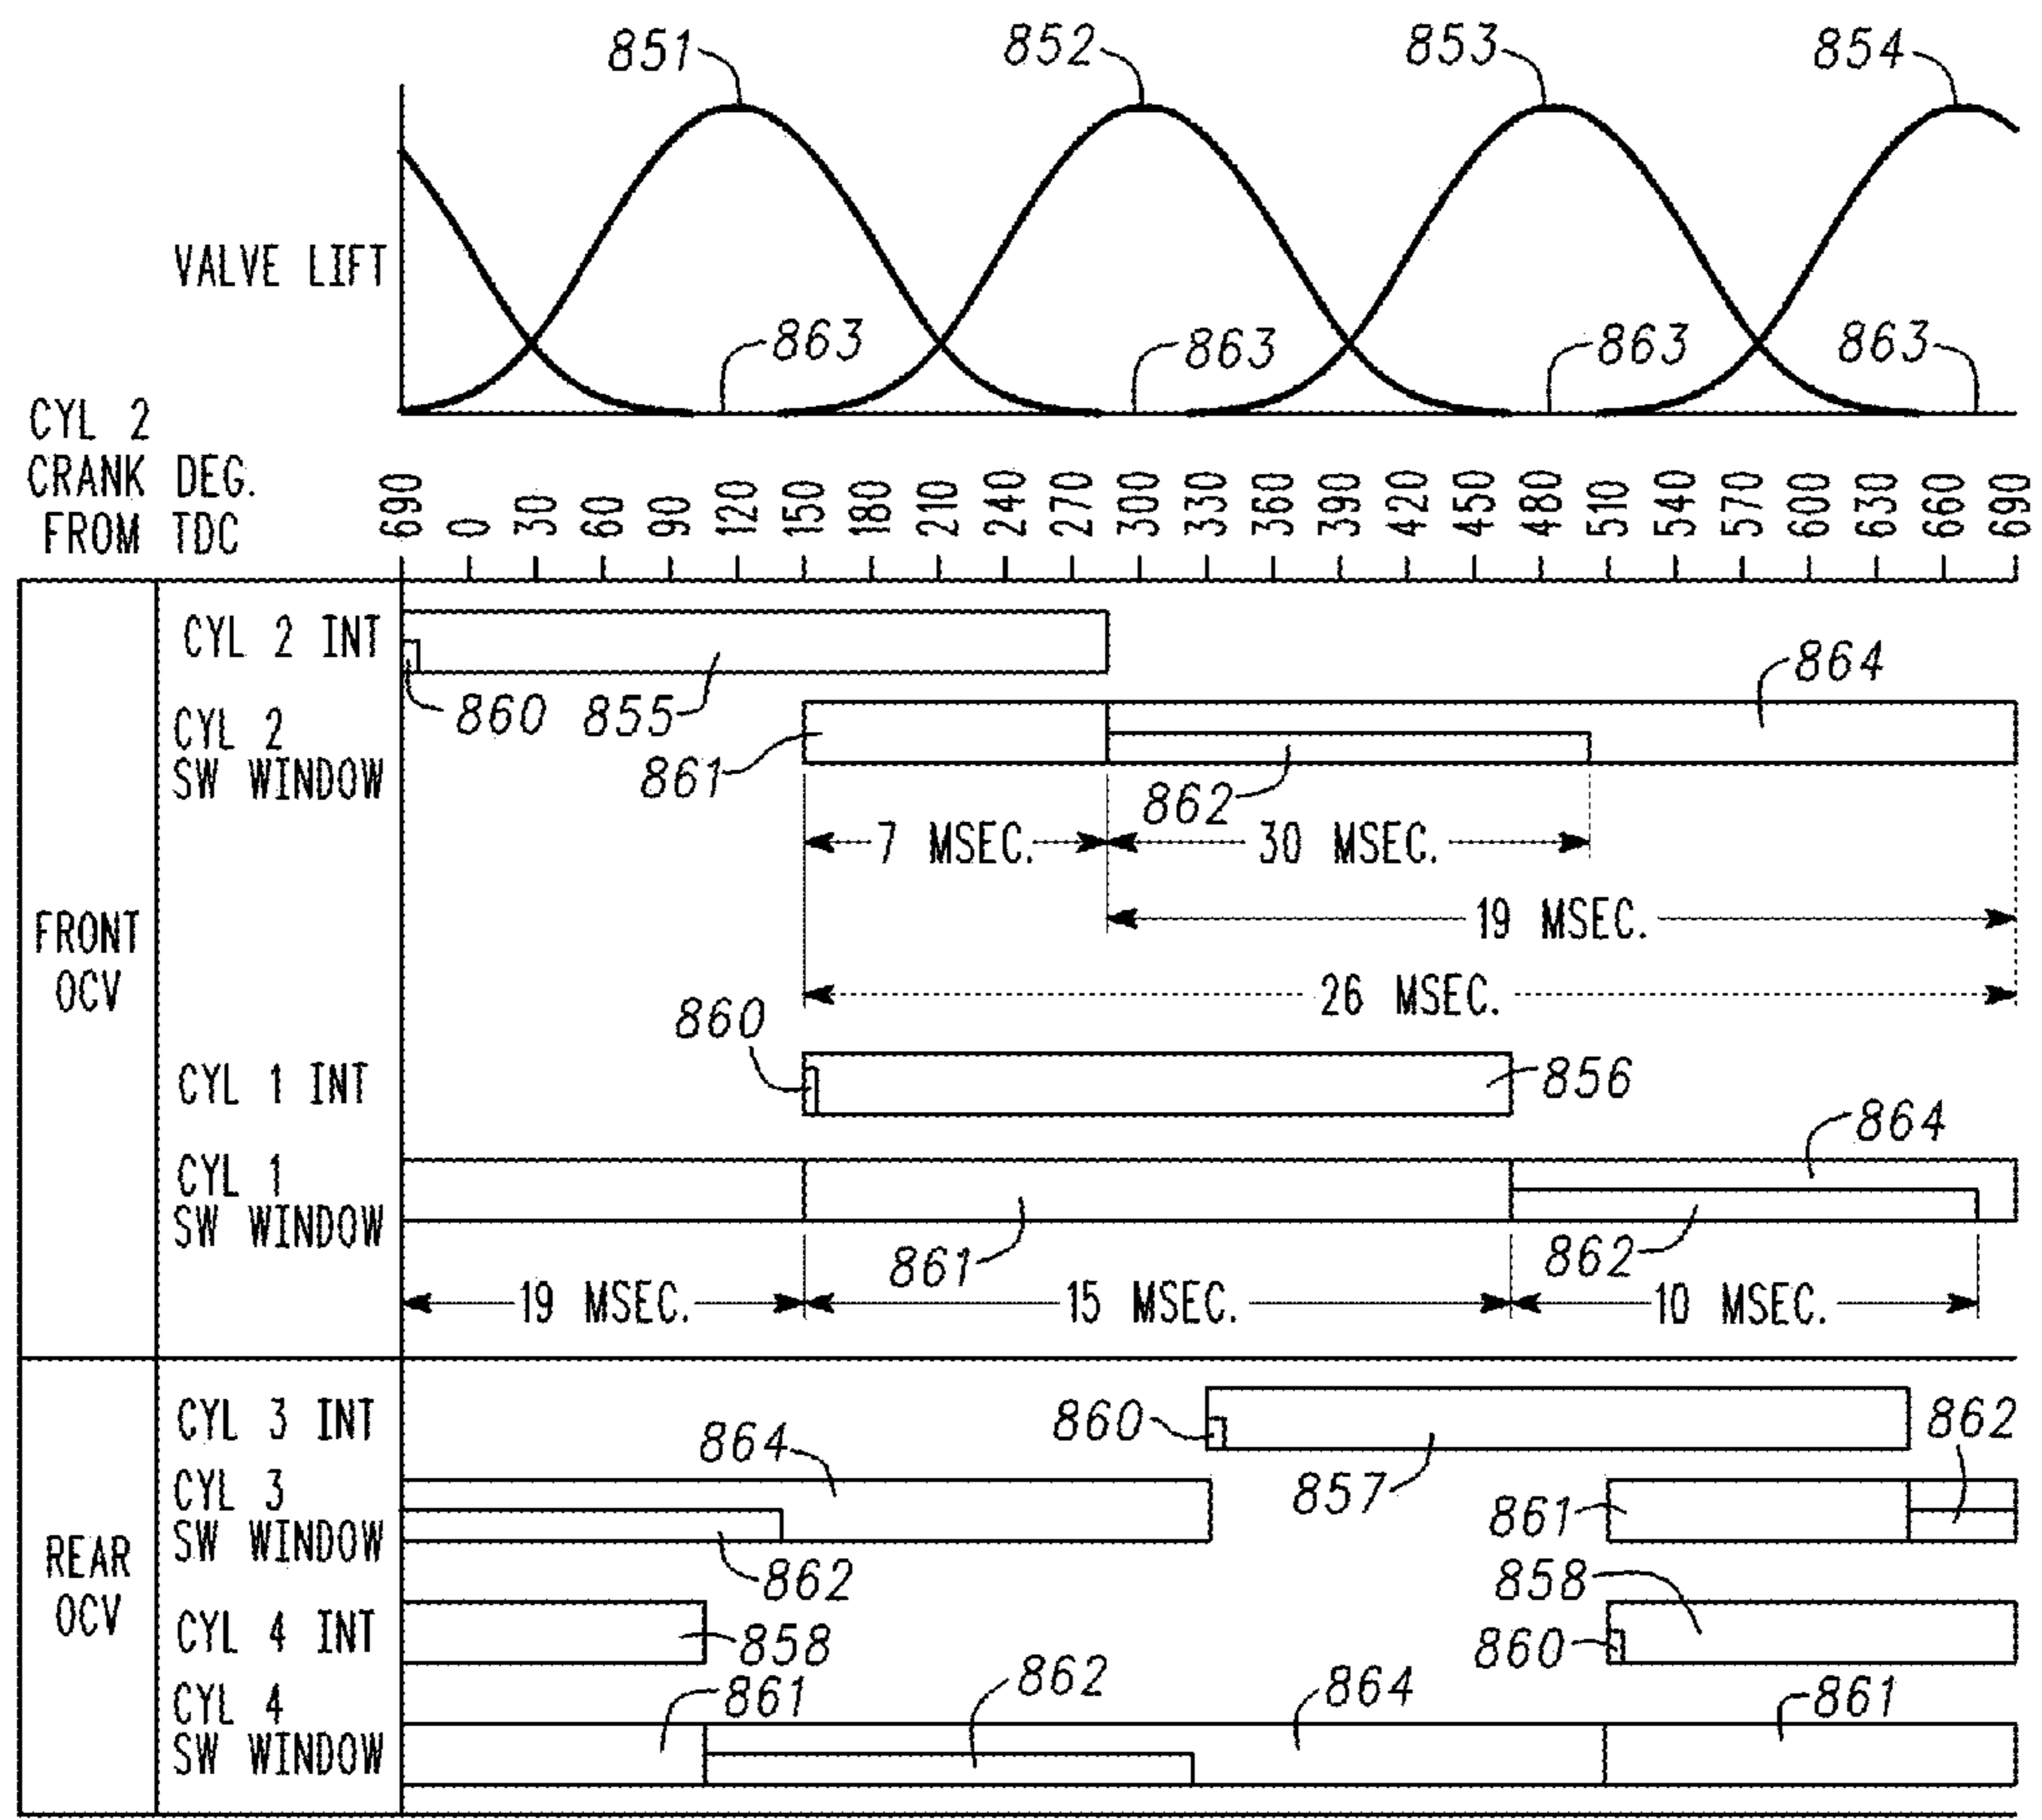 851 852 853 854
VALVE LIFT
863 863 863 863
CYL 2
CRANK DEG.
FROM TDC
690 0 30 60 90 120 150 180 210 240 270 300 330 360 390 420 450 480 510 540 570 600 630 660 690
FRONT
OCV
CYL 2 INT
860 855
864
CYL 2
SW WINDOW
861
862
7 MSEC. 30 MSEC.
19 MSEC.
26 MSEC.
860
CYL 1 INT
856
864
CYL 1
SW WINDOW
861 862
19 MSEC. 15 MSEC. 10 MSEC.
REAR
OCV
CYL 3 INT
860 862
864
857
CYL 3
SW WINDOW
861
862
858
CYL 4 INT
858 860
CYL 4
SW WINDOW
861 862 864 861